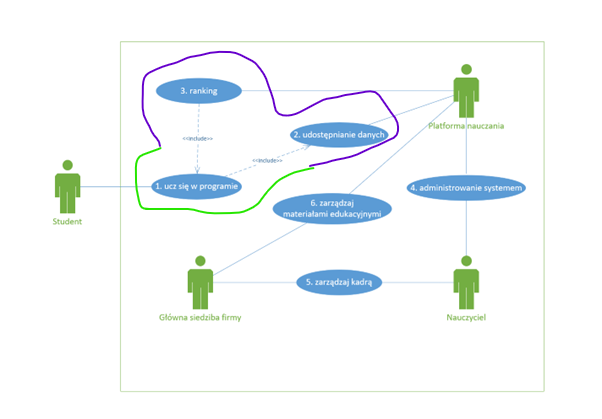 3. ranking
Platforma nauczania
2. udostępnianie danych
<<include>>
<<include>>
1. ucz się w programie
4. administrowanie systemem
Student
6. zarządzaj
materiałami edukacyjnymi
5. zarządzaj kadrą
Główna siedziba firmy
Nauczyciel